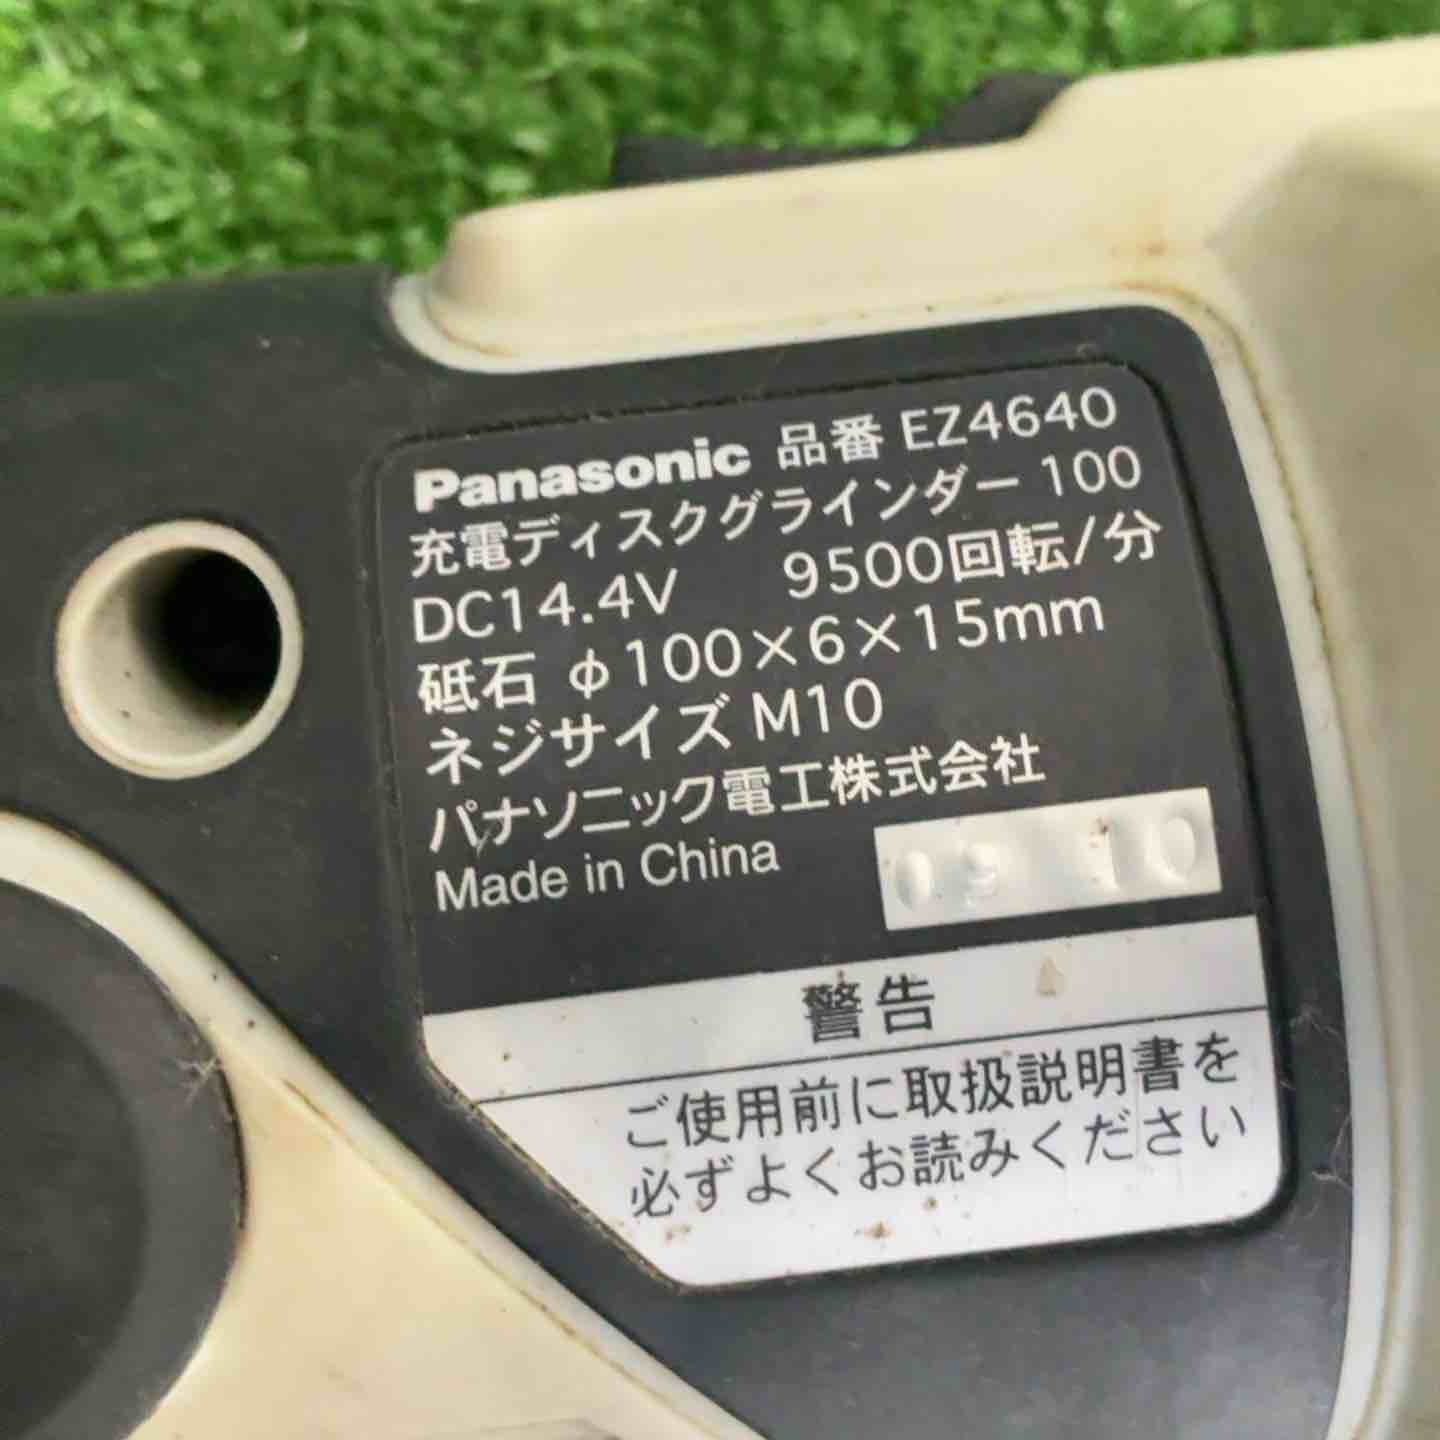 Panasonic 品番 EZ4640
充電ディスクグラインダー 100
DC14.4V 9500回転/分
砥石 φ100×6×15mm
ネジサイズ M10
パナソニック電工株式会社
Made in China 09 10
警告
ご使用前に取扱説明書を
必ずよくお読みください